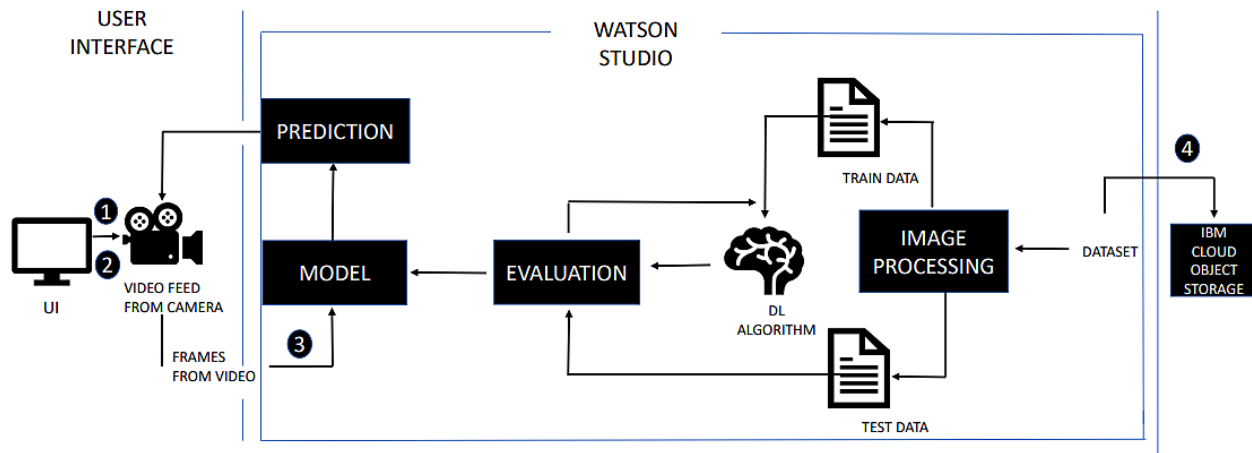 USER
INTERFACE
WATSON
STUDIO
PREDICTION
4
TRAIN DATA
1
2
UI
VIDEO FEED
FROM CAMERA
MODEL
EVALUATION
DL
ALGORITHM
IMAGE
PROCESSING
DATASET
IBM
CLOUD
OBJECT
STORAGE
3
FRAMES
FROM VIDEO
TEST DATA